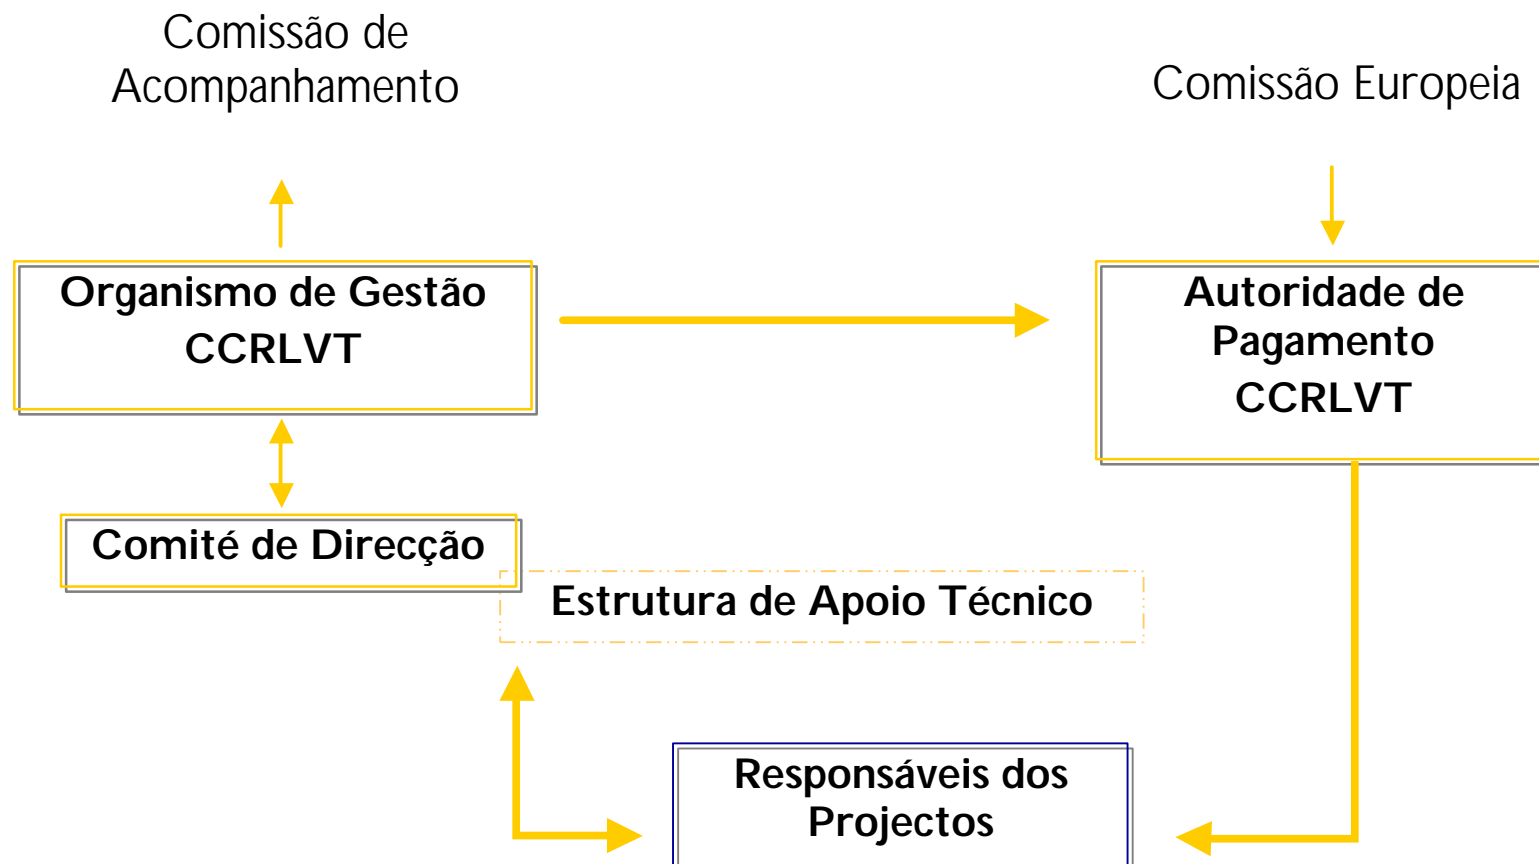 Comissão de
Acompanhamento
Comissão Europeia
Organismo de Gestão
CCRLVT
Autoridade de
Pagamento
CCRLVT
Comité de Direcção
Estrutura de Apoio Técnico
Responsáveis dos
Projectos